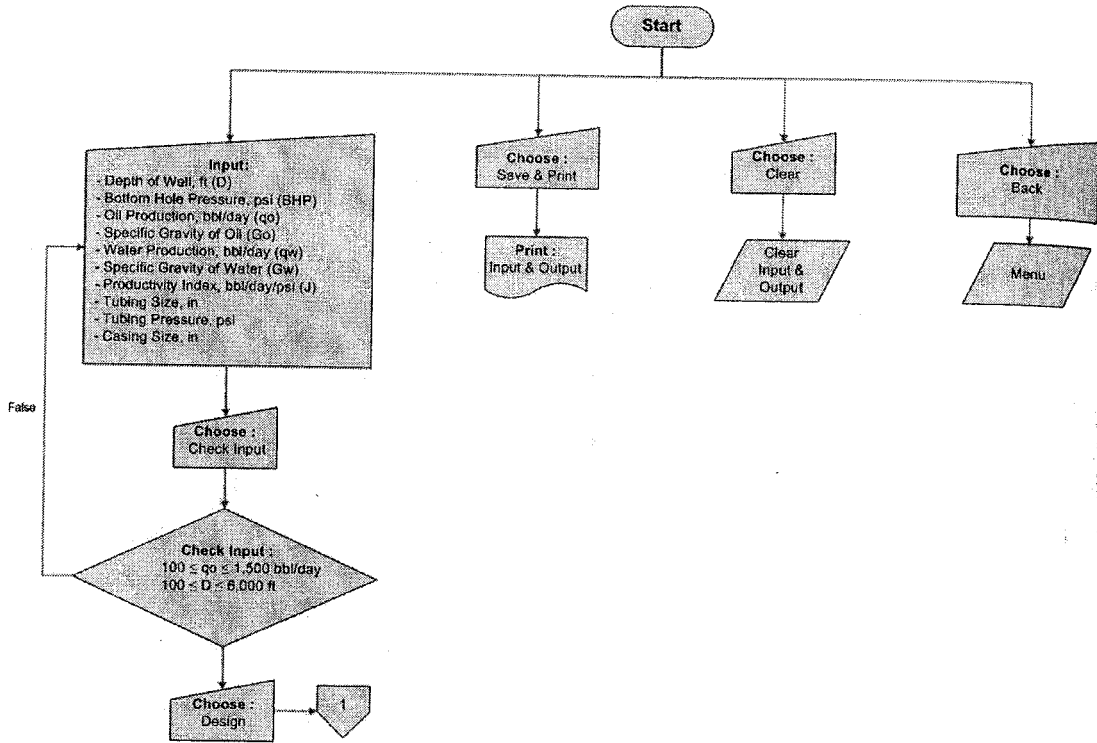 Start
Input:
- Depth of Well, ft (D)
- Bottom Hole Pressure, psi (BHP)
- Oil Production, bbl/day (qo)
- Specific Gravity of Oil (Go)
- Water Production, bbl/day (qw)
- Specific Gravity of Water (Gw)
- Productivity Index, bbl/day/psi (J)
- Tubing Size, in
- Tubing Pressure, psi
- Casing Size, in
Choose :
Save & Print
Choose :
Clear
Choose :
Back
Print :
Input & Output
Clear
Input &
Output
Menu
False
Choose :
Check Input
Check Input :
100 ≤ qo ≤ 1,500 bbl/day
100 ≤ D ≤ 6,000 ft
Choose :
Design
1